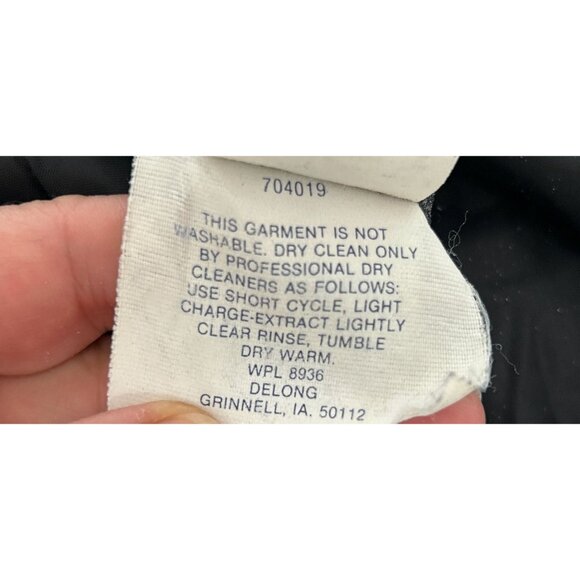 704019
THIS GARMENT IS NOT
WASHABLE. DRY CLEAN ONLY
BY PROFESSIONAL DRY
CLEANERS AS FOLLOWS:
USE SHORT CYCLE, LIGHT
CHARGE-EXTRACT LIGHTLY
CLEAR RINSE, TUMBLE
DRY WARM.
WPL 8936
DELONG
GRINNELL, IA. 50112